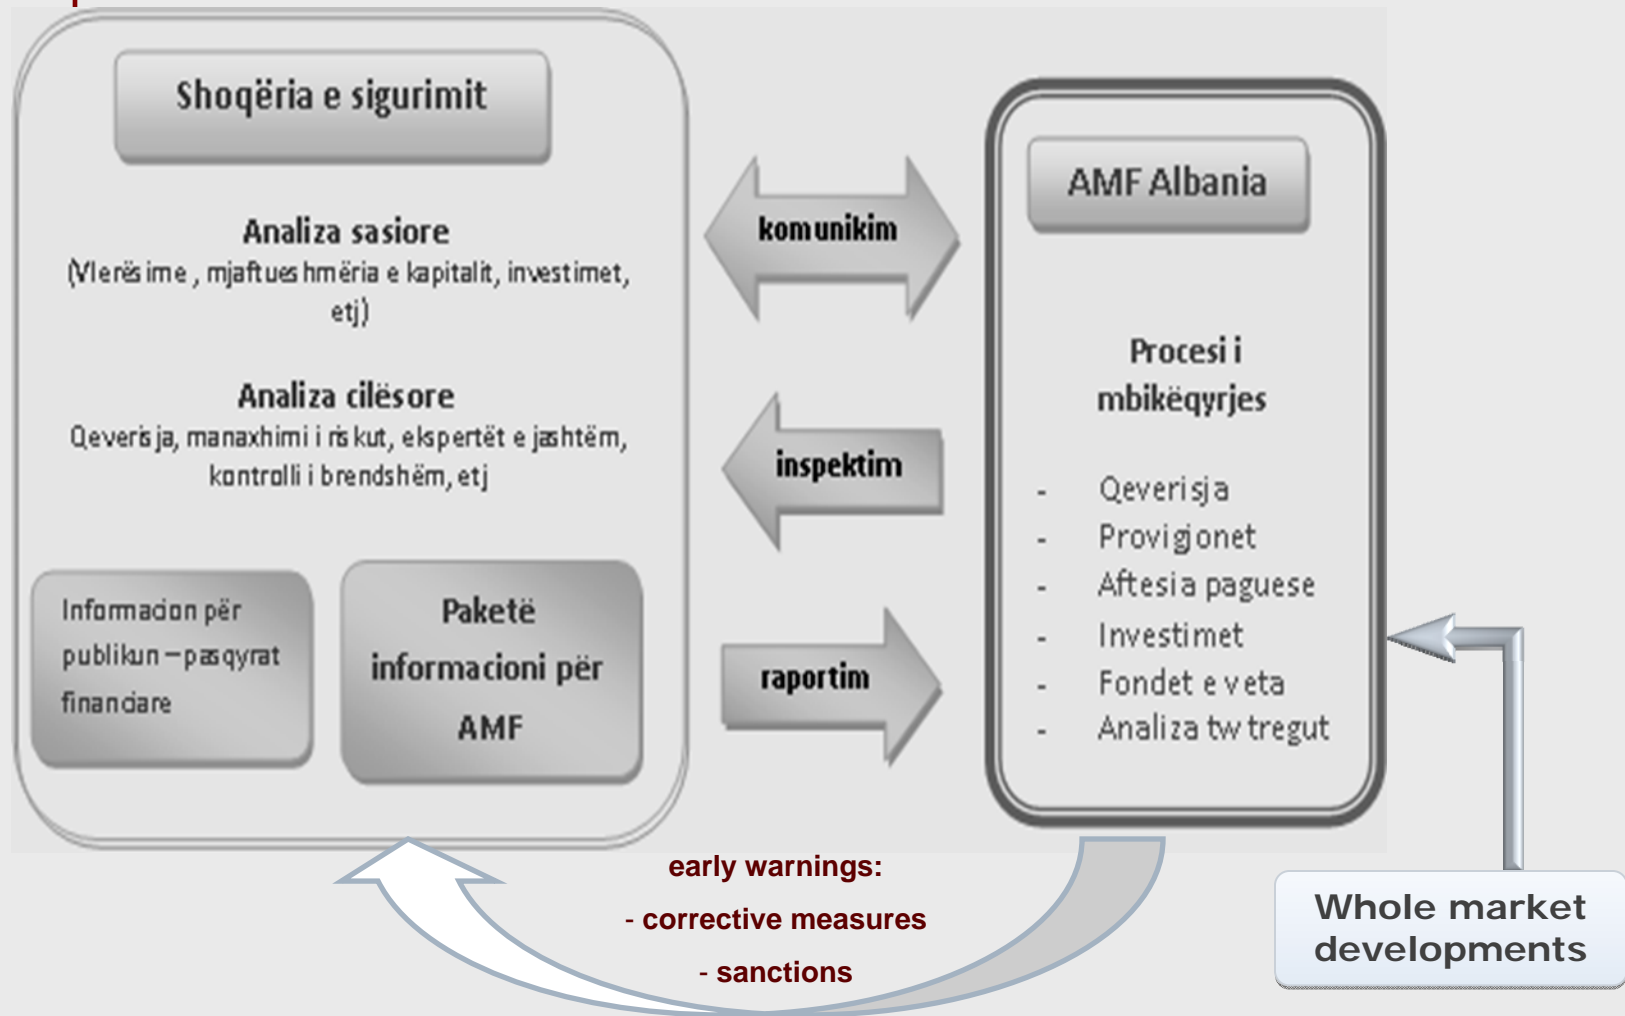 Shoqëria e sigurimit
Analiza sasiore
(Vlerësime , mjaftueshmëria e kapitalit, investimet,
etj)
Analiza cilësore
Qeverisja, manaxhimi i riskut, ekspertët e jashtëm,
kontrolli i brendshëm, etj
Informacion për
publikun – pasqyrat
financiare
Paketë
informacioni për
AMF
komunikim
inspektim
raportim
AMF Albania
Procesi i
mbikëqyrjes
- Qeverisja
- Provigjonet
- Aftesia paguese
- Investimet
- Fondet e veta
- Analiza tw tregut
early warnings:
- corrective measures
- sanctions
Whole market
developments